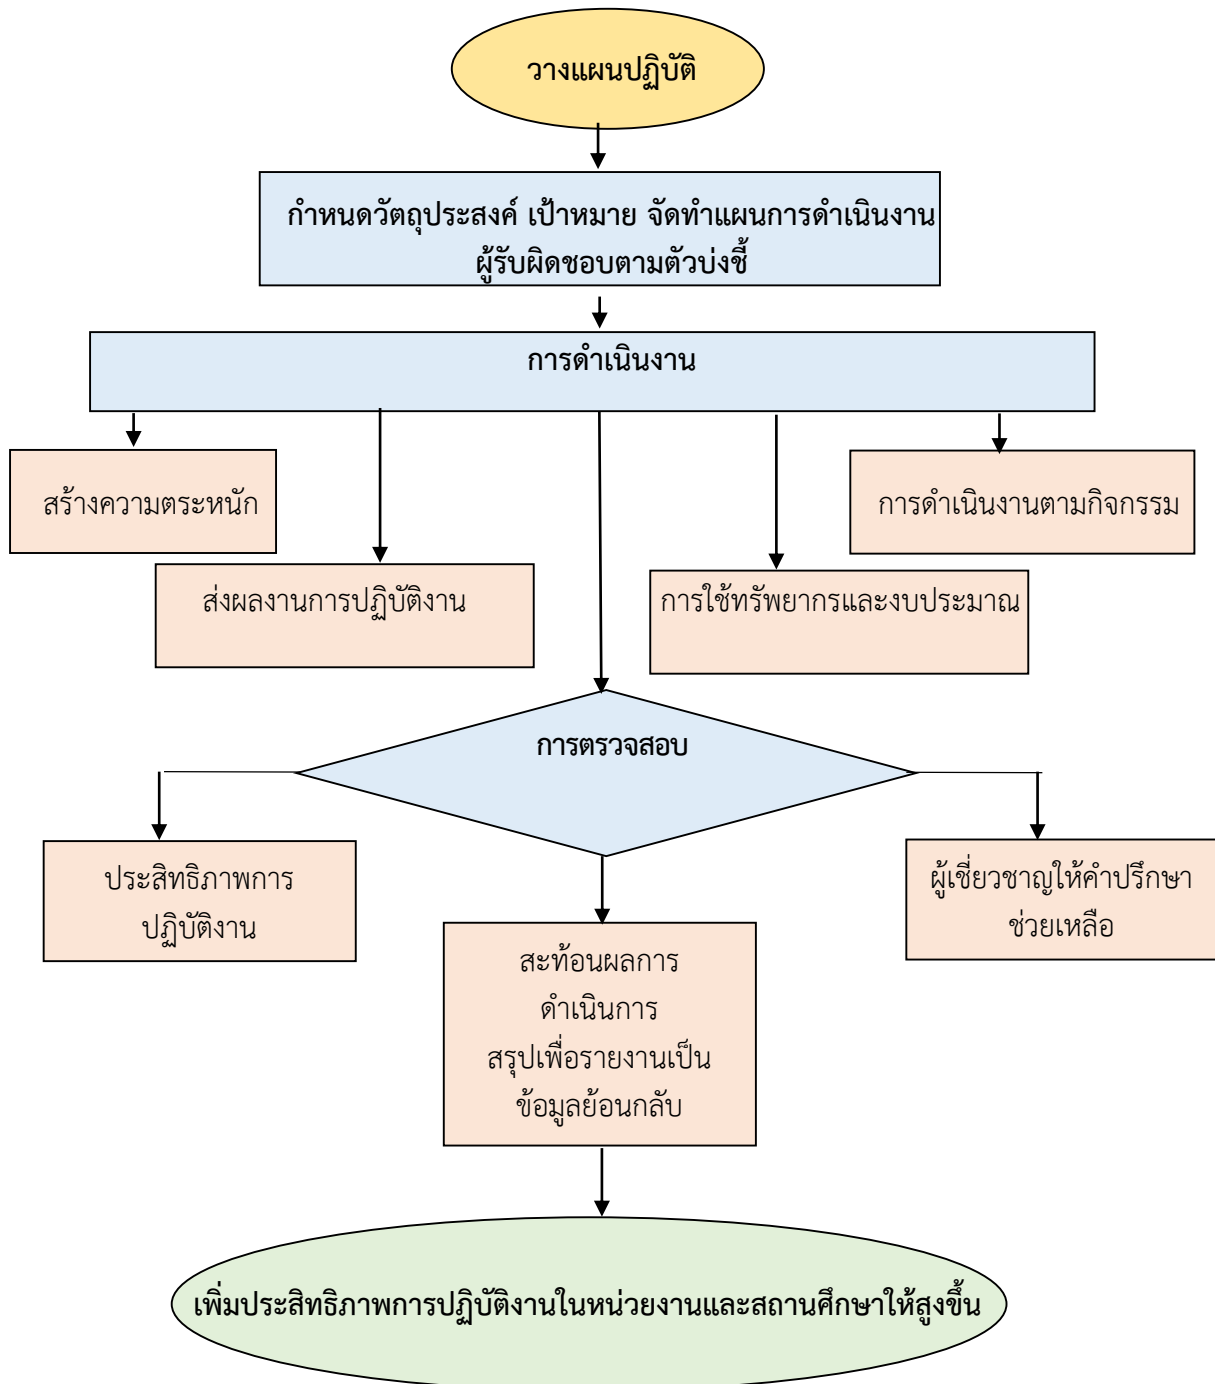 วางแผนปฏิบัติ
กำหนดวัตถุประสงค์ เป้าหมาย จัดทำแผนการดำเนินงาน
ผู้รับผิดชอบตามตัวบ่งชี้
การดำเนินงาน
สร้างความตระหนัก
การดำเนินงานตามกิจกรรม
ส่งผลงานการปฏิบัติงาน
การใช้ทรัพยากรและงบประมาณ
การตรวจสอบ
ประสิทธิภาพการ
ปฏิบัติงาน
ผู้เชี่ยวชาญให้คำปรึกษา
ช่วยเหลือ
สะท้อนผลการ
ดำเนินการ
สรุปเพื่อรายงานเป็น
ข้อมูลย้อนกลับ
เพิ่มประสิทธิภาพการปฏิบัติงานในหน่วยงานและสถานศึกษาให้สูงขึ้น